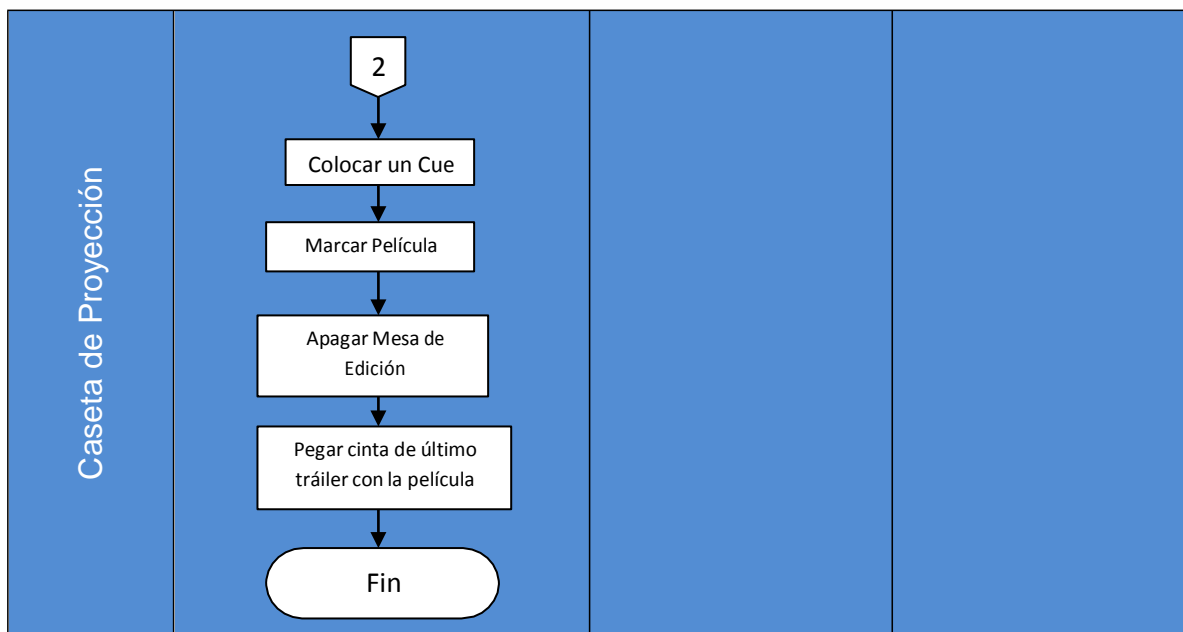 Caseta de Proyección
2
Colocar un Cue
Marcar Película
Apagar Mesa de
Edición
Pegar cinta de último
tráiler con la película
Fin